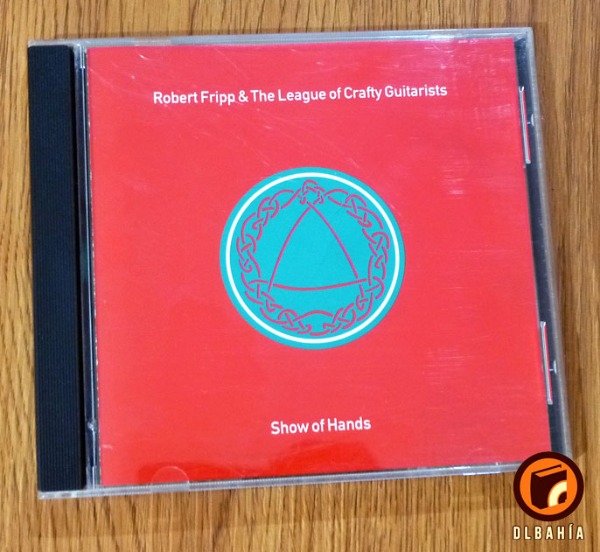 Robert Fripp & The League of Crafty Guitarists
Show of Hands
DLBAHÍA